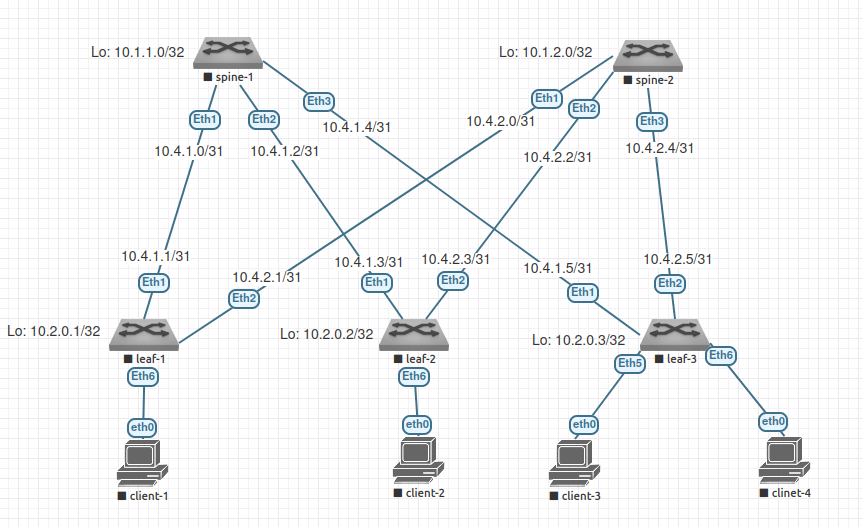 Lo: 10.1.1.0/32
spine-1
Lo: 10.1.2.0/32
spine-2
Eth1
Eth2
Eth3
Eth1
Eth2
Eth3
10.4.1.0/31
10.4.1.2/31
10.4.1.4/31
10.4.2.0/31
10.4.2.2/31
10.4.2.4/31
10.4.1.1/31
10.4.2.1/31
10.4.1.3/31
10.4.2.3/31
10.4.1.5/31
10.4.2.5/31
Eth1
Eth2
Eth1
Eth2
Eth1
Eth2
Lo: 10.2.0.1/32
leaf-1
Lo: 10.2.0.2/32
leaf-2
Lo: 10.2.0.3/32
leaf-3
Eth6
Eth6
Eth5
Eth6
eth0
eth0
eth0
eth0
client-1
client-2
client-3
clinet-4